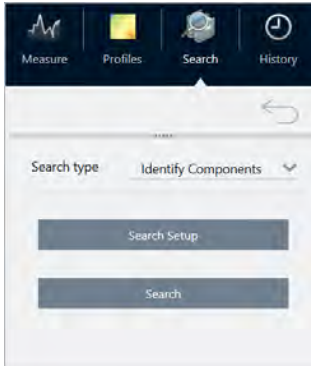 Measure Profiles Search History
Search type Identify Components
Search Setup
Search